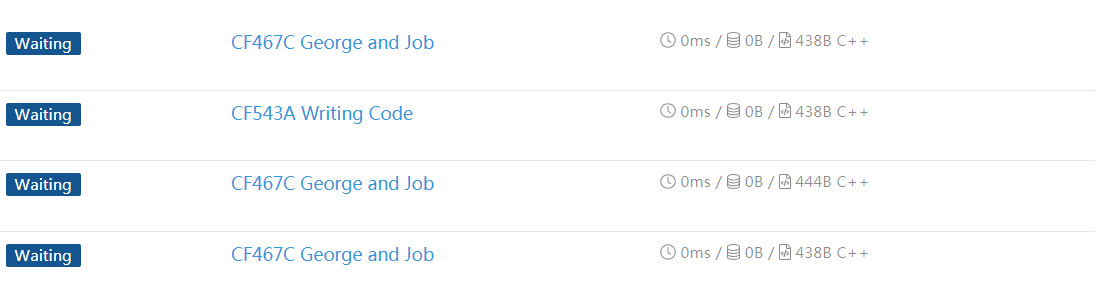 Waiting CF467C George and Job 0ms / 0B / 438B C++
Waiting CF543A Writing Code 0ms / 0B / 438B C++
Waiting CF467C George and Job 0ms / 0B / 444B C++
Waiting CF467C George and Job 0ms / 0B / 438B C++